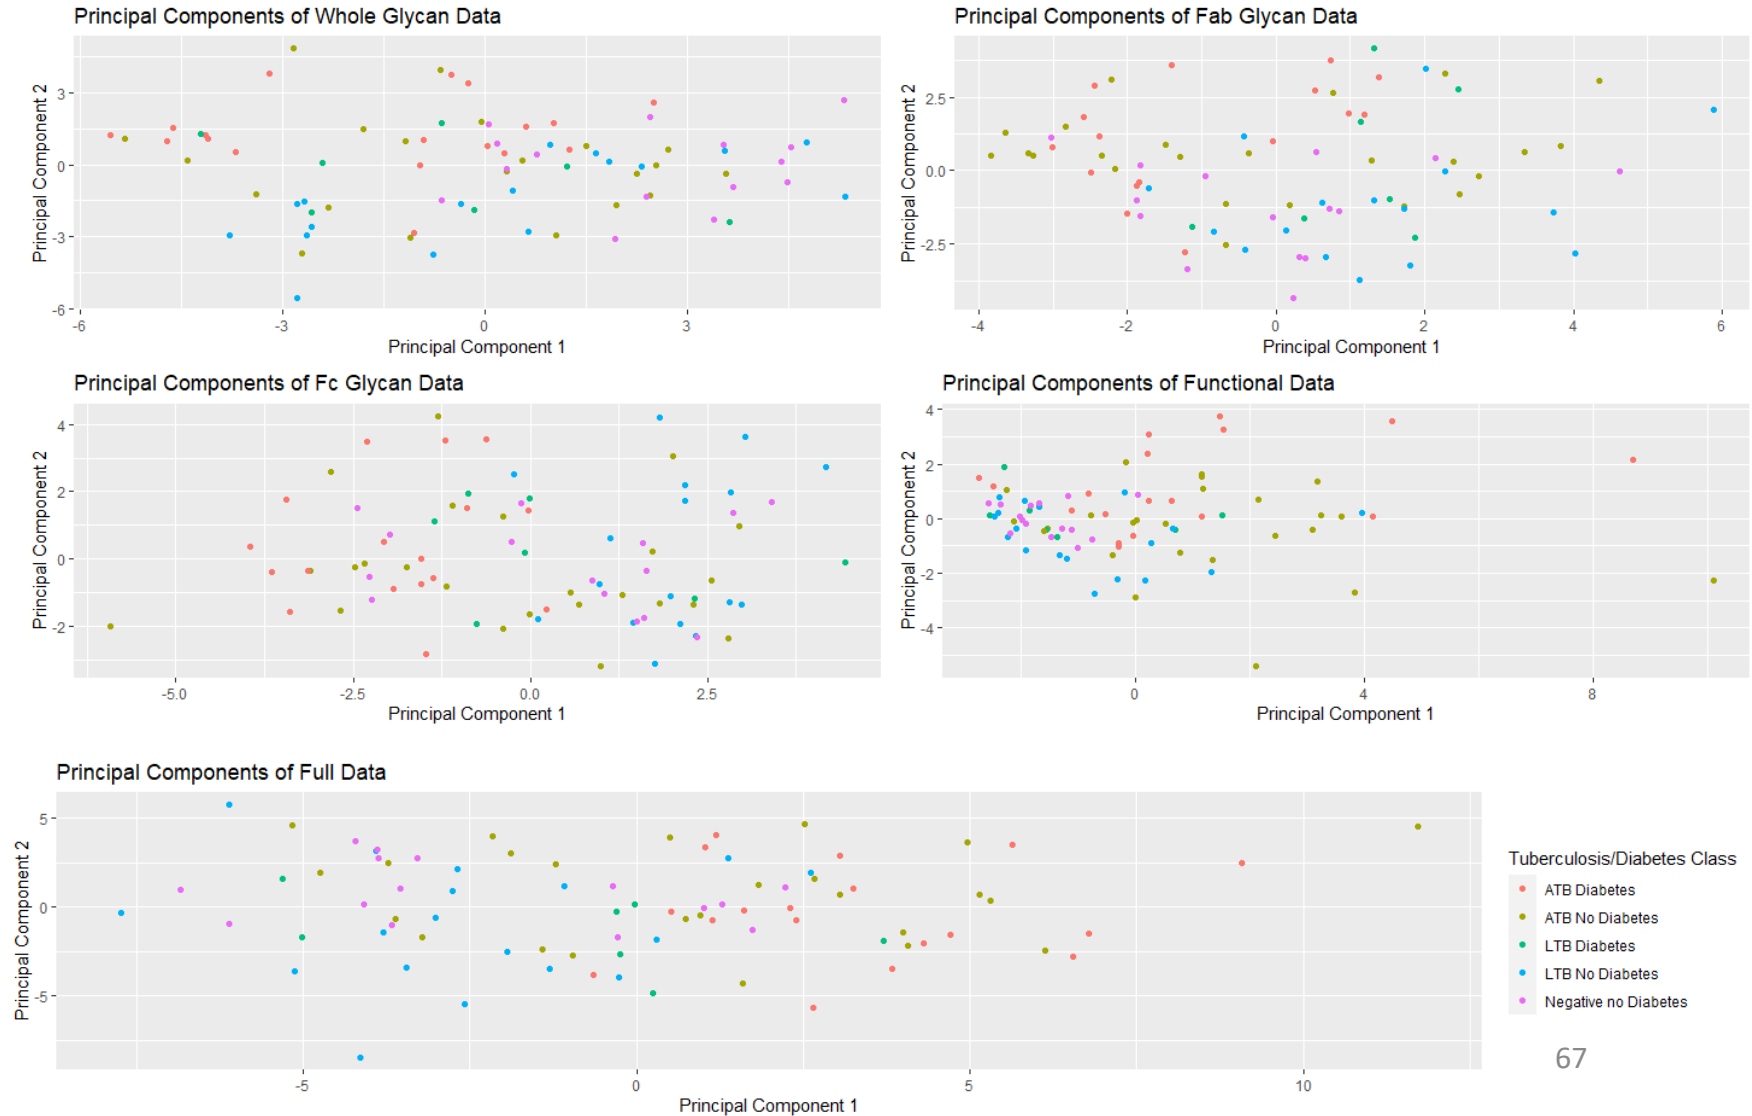 Principal Components of Whole Glycan Data
Principal Component 2
3
0
-3
-6
-6 -3 0 3
Principal Component 1
Principal Components of Fab Glycan Data
Principal Component 2
2.5
0.0
-2.5
-4 -2 0 2 4 6
Principal Component 1
Principal Components of Fc Glycan Data
Principal Component 2
4
2
0
-2
-5.0 -2.5 0.0 2.5
Principal Component 1
Principal Components of Functional Data
Principal Component 2
4
2
0
-2
-4
0 4 8
Principal Component 1
Principal Components of Full Data
Principal Component 2
5
0
-5
-5 0 5 10
Principal Component 1
Tuberculosis/Diabetes Class
ATB Diabetes
ATB No Diabetes
LTB Diabetes
LTB No Diabetes
Negative no Diabetes
67